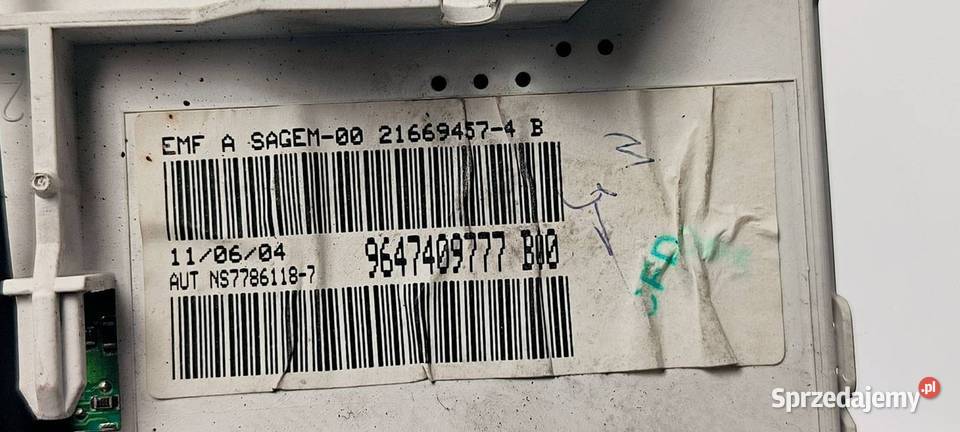 EMF A SAGEM-00 21669457-4 B
11/06/04
9647409777 B00
AUT NS7786118-7
Sprzedajemy.pl